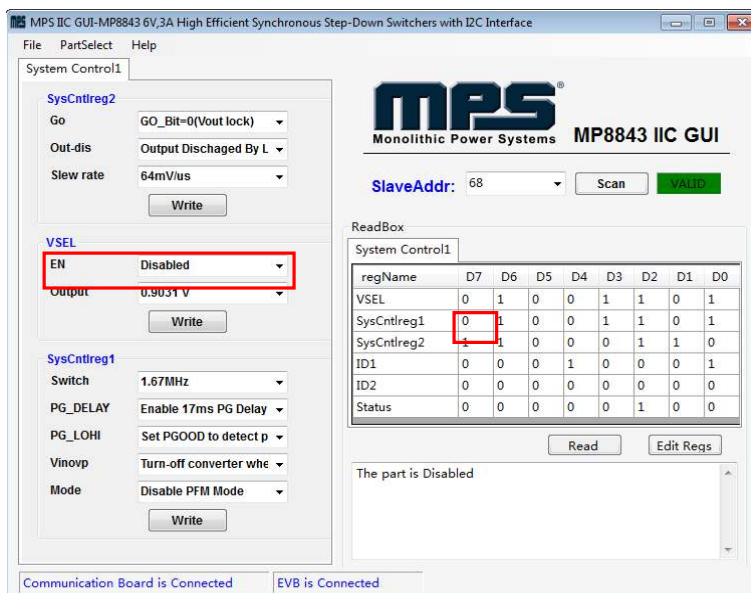 MPS IIC GUI-MP8843 6V,3A High Efficient Synchronous Step-Down Switchers with I2C Interface
File PartSelect Help
System Control1
SysCntlreg2
Go GO_Bit=0(Vout lock)
Out-dis Output Dischaged By L
Slew rate 64mV/us
Write
VSEL
EN Disabled
Output 0.9031 V
Write
SysCntlreg1
Switch 1.67MHz
PG_DELAY Enable 17ms PG Delay
PG_LOHI Set PGOOD to detect p
Vinovp Turn-off converter whe
Mode Disable PFM Mode
Write
mps®
Monolithic Power Systems MP8843 IIC GUI
SlaveAddr: 68 Scan VALID
ReadBox
System Control1
regName D7 D6 D5 D4 D3 D2 D1 D0
VSEL 0 1 0 0 1 1 0 1
SysCntlreg1 0 1 0 0 1 1 0 1
SysCntlreg2 1 1 0 0 0 1 1 0
ID1 0 0 0 1 0 0 0 1
ID2 0 0 0 0 0 0 0 0
Status 0 0 0 0 0 1 0 0
Read Edit Regs
The part is Disabled
Communication Board is Connected EVB is Connected